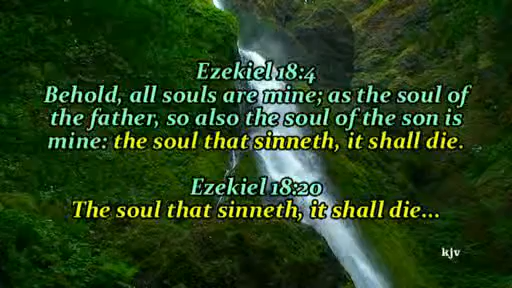 Ezekiel 18:4
Behold, all souls are mine; as the soul of
the father, so also the soul of the son is
mine: the soul that sinneth, it shall die.
Ezekiel 18:20
The soul that sinneth, it shall die...
kjv